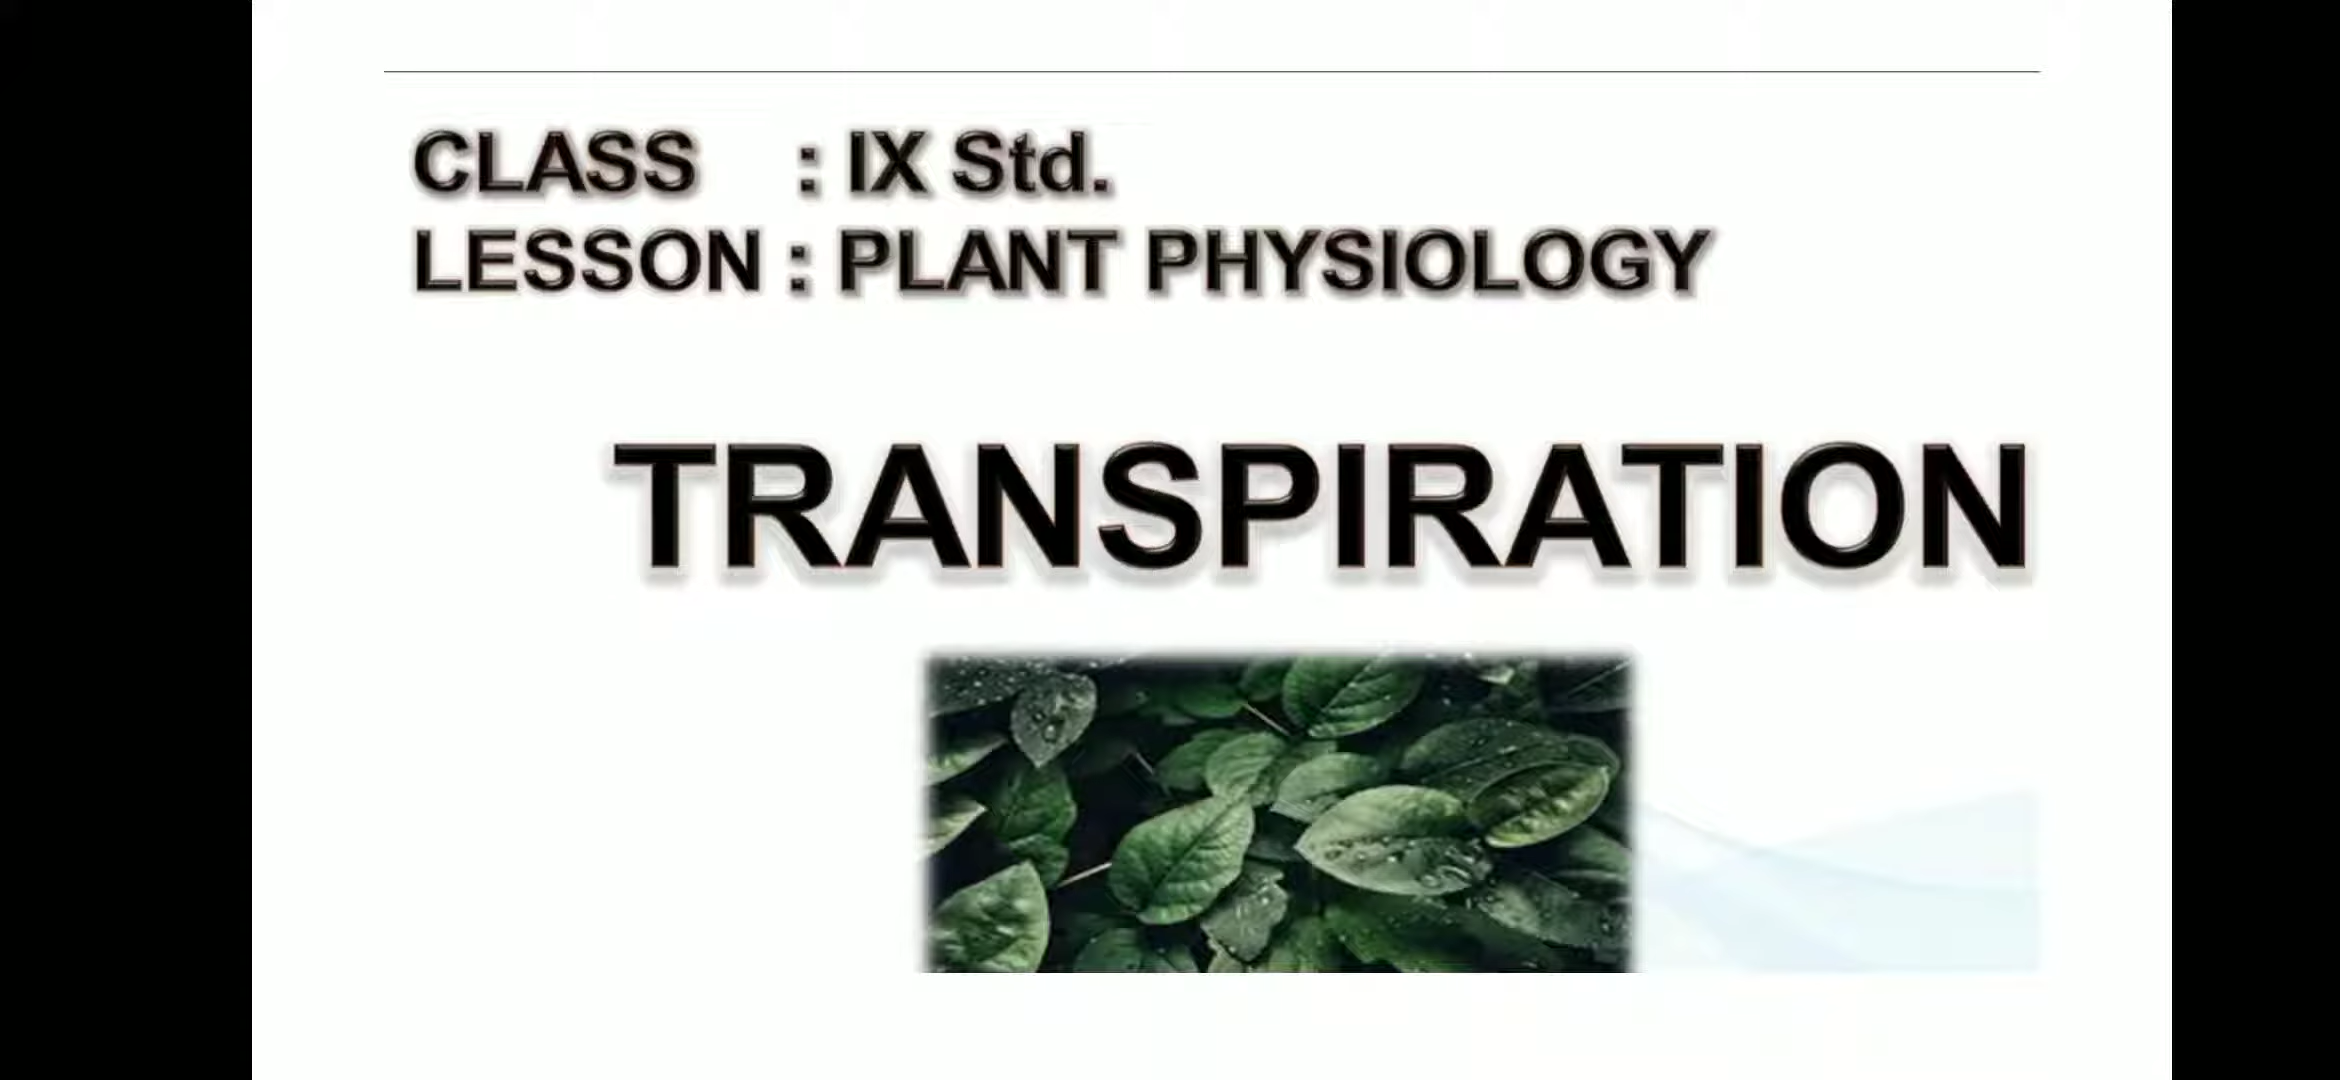 CLASS : IX Std.
LESSON : PLANT PHYSIOLOGY
TRANSPIRATION